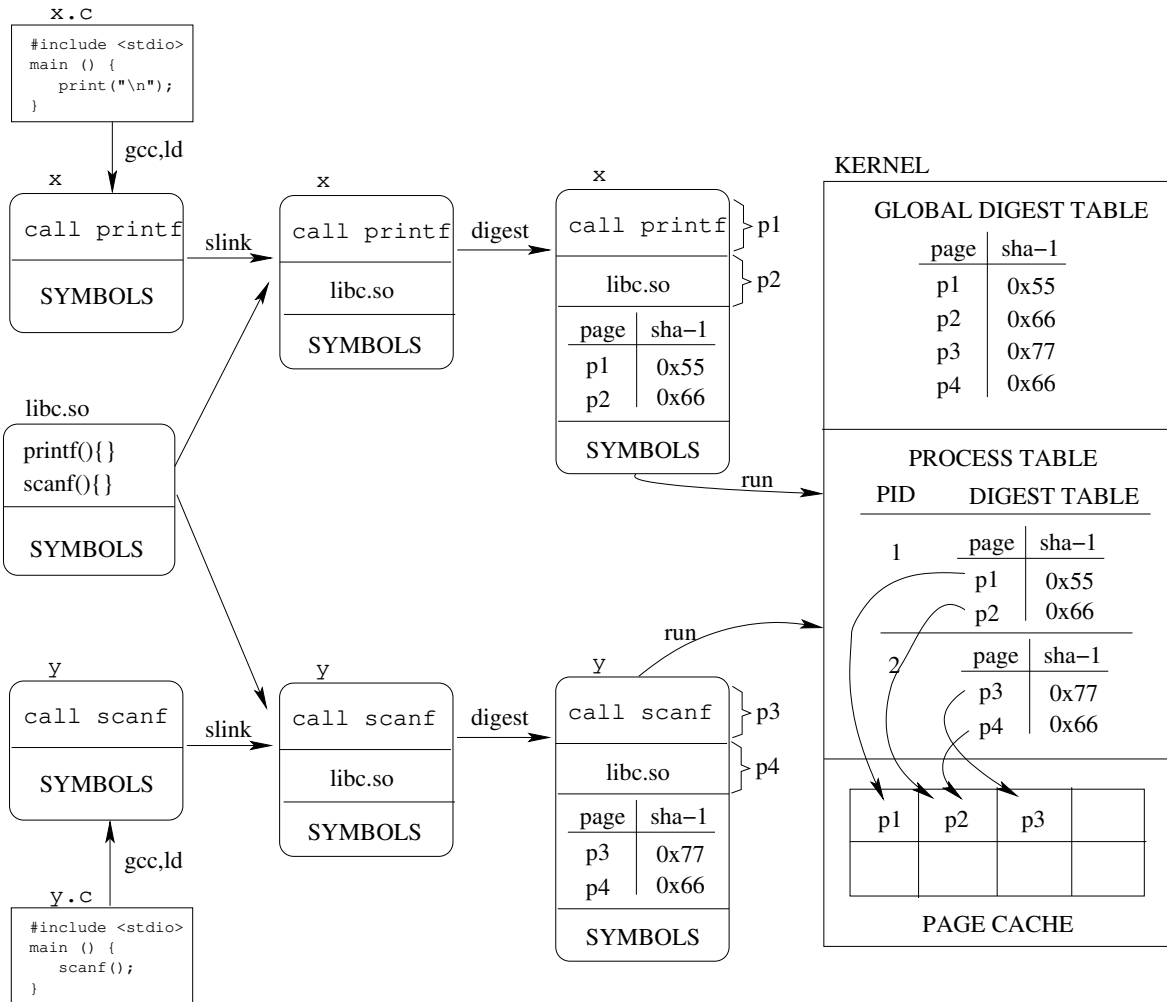 x.c
#include <stdio>
main () {
print("\n");
}
gcc,ld
x
call printf
SYMBOLS
slink
libc.so
printf(){}
scanf(){}
SYMBOLS
x
call printf
libc.so
SYMBOLS
digest
x
call printf
p1
libc.so
p2
page sha-1
p1 0x55
p2 0x66
SYMBOLS
run
y
call scanf
SYMBOLS
slink
gcc,ld
y.c
#include <stdio>
main () {
scanf();
}
y
call scanf
libc.so
SYMBOLS
digest
y
call scanf
p3
libc.so
p4
page sha-1
p3 0x77
p4 0x66
SYMBOLS
run
KERNEL
GLOBAL DIGEST TABLE
page sha-1
p1 0x55
p2 0x66
p3 0x77
p4 0x66
PROCESS TABLE
PID DIGEST TABLE
1
page sha-1
p1 0x55
p2 0x66
2
page sha-1
p3 0x77
p4 0x66
p1 p2 p3
PAGE CACHE